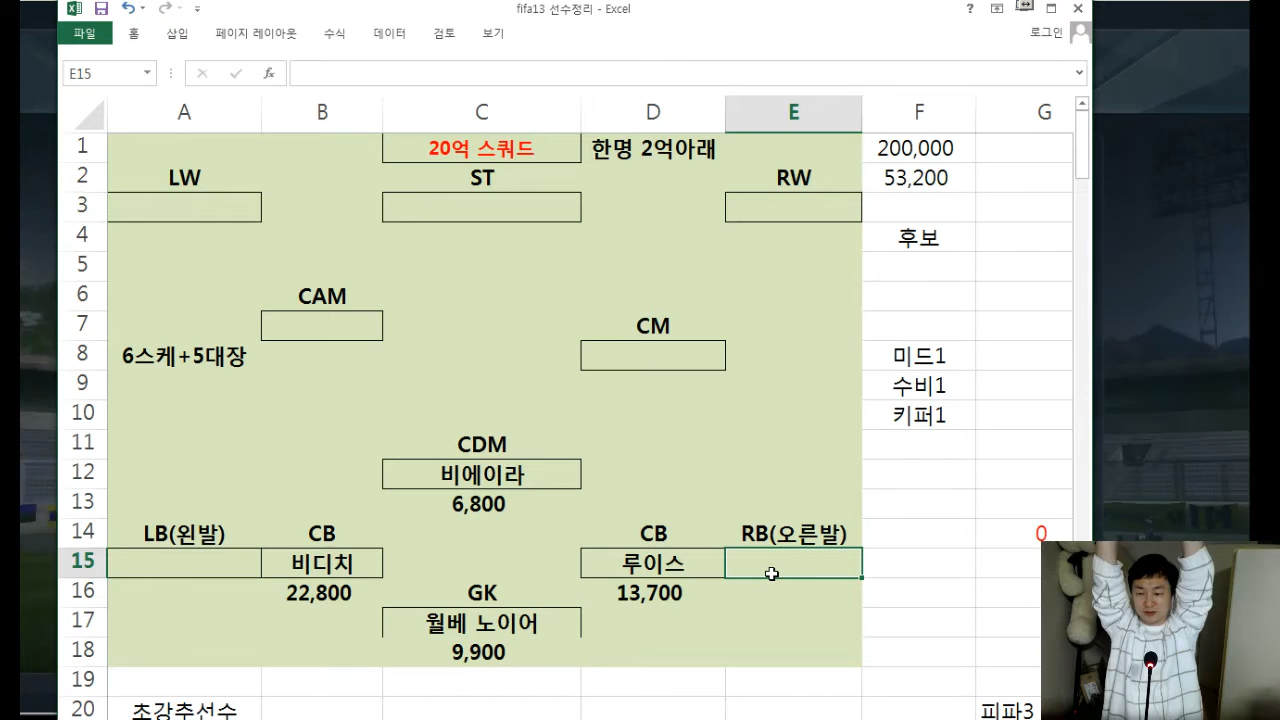 fifa13 선수정리 - Excel
파일 홈 삽입 페이지 레이아웃 수식 데이터 검토 보기 로그인
E15 fx
A B C D E F G
1 20억 스쿼드 한명 2억아래 200,000
2 LW ST RW 53,200
3
4 후보
5
6 CAM
7 CM
8 6스케+5대장 미드1
9 수비1
10 키퍼1
11 CDM
12 비에이라
13 6,800
14 LB(왼발) CB CB RB(오른발) 0
15 비디치 루이스
16 22,800 GK 13,700
17 월베 노이어
18 9,900
19
20 초강추선수 피파3